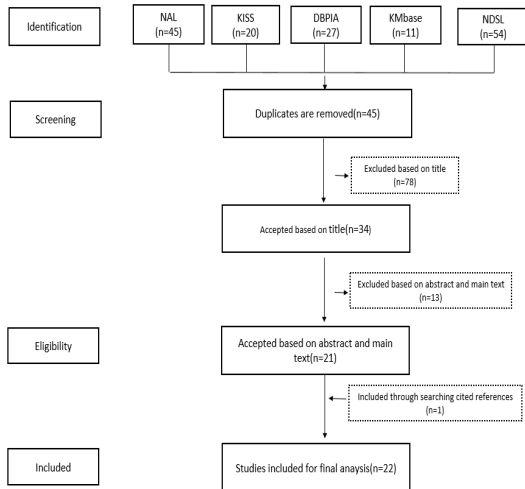 Identification
NAL
(n=45)
KISS
(n=20)
DBPIA
(n=27)
KMbase
(n=11)
NDSL
(n=54)
Screening
Duplicates are removed(n=45)
Excluded based on title
(n=78)
Accepted based on title(n=34)
Excluded based on abstract and main text
(n=13)
Eligibility
Accepted based on abstract and main
text(n=21)
Included through searching cited references
(n=1)
Included
Studies included for final anaysis(n=22)